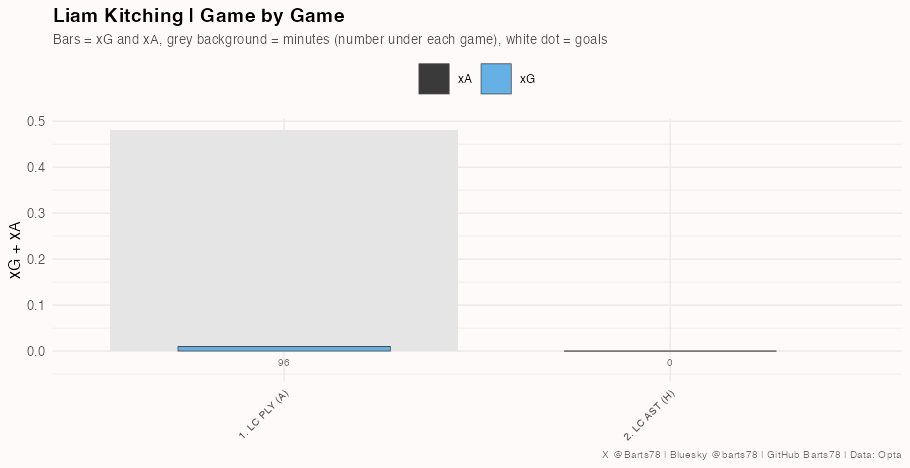 Liam Kitching | Game by Game
Bars = xG and xA, grey background = minutes (number under each game), white dot = goals
xA xG
xG + xA
0.5
0.4
0.3
0.2
0.1
0.0
96 0
1. LC PLY (A) 2. LC AST (H)
X @Barts78 | Bluesky @barts78 | GitHub Barts78 | Data: Opta